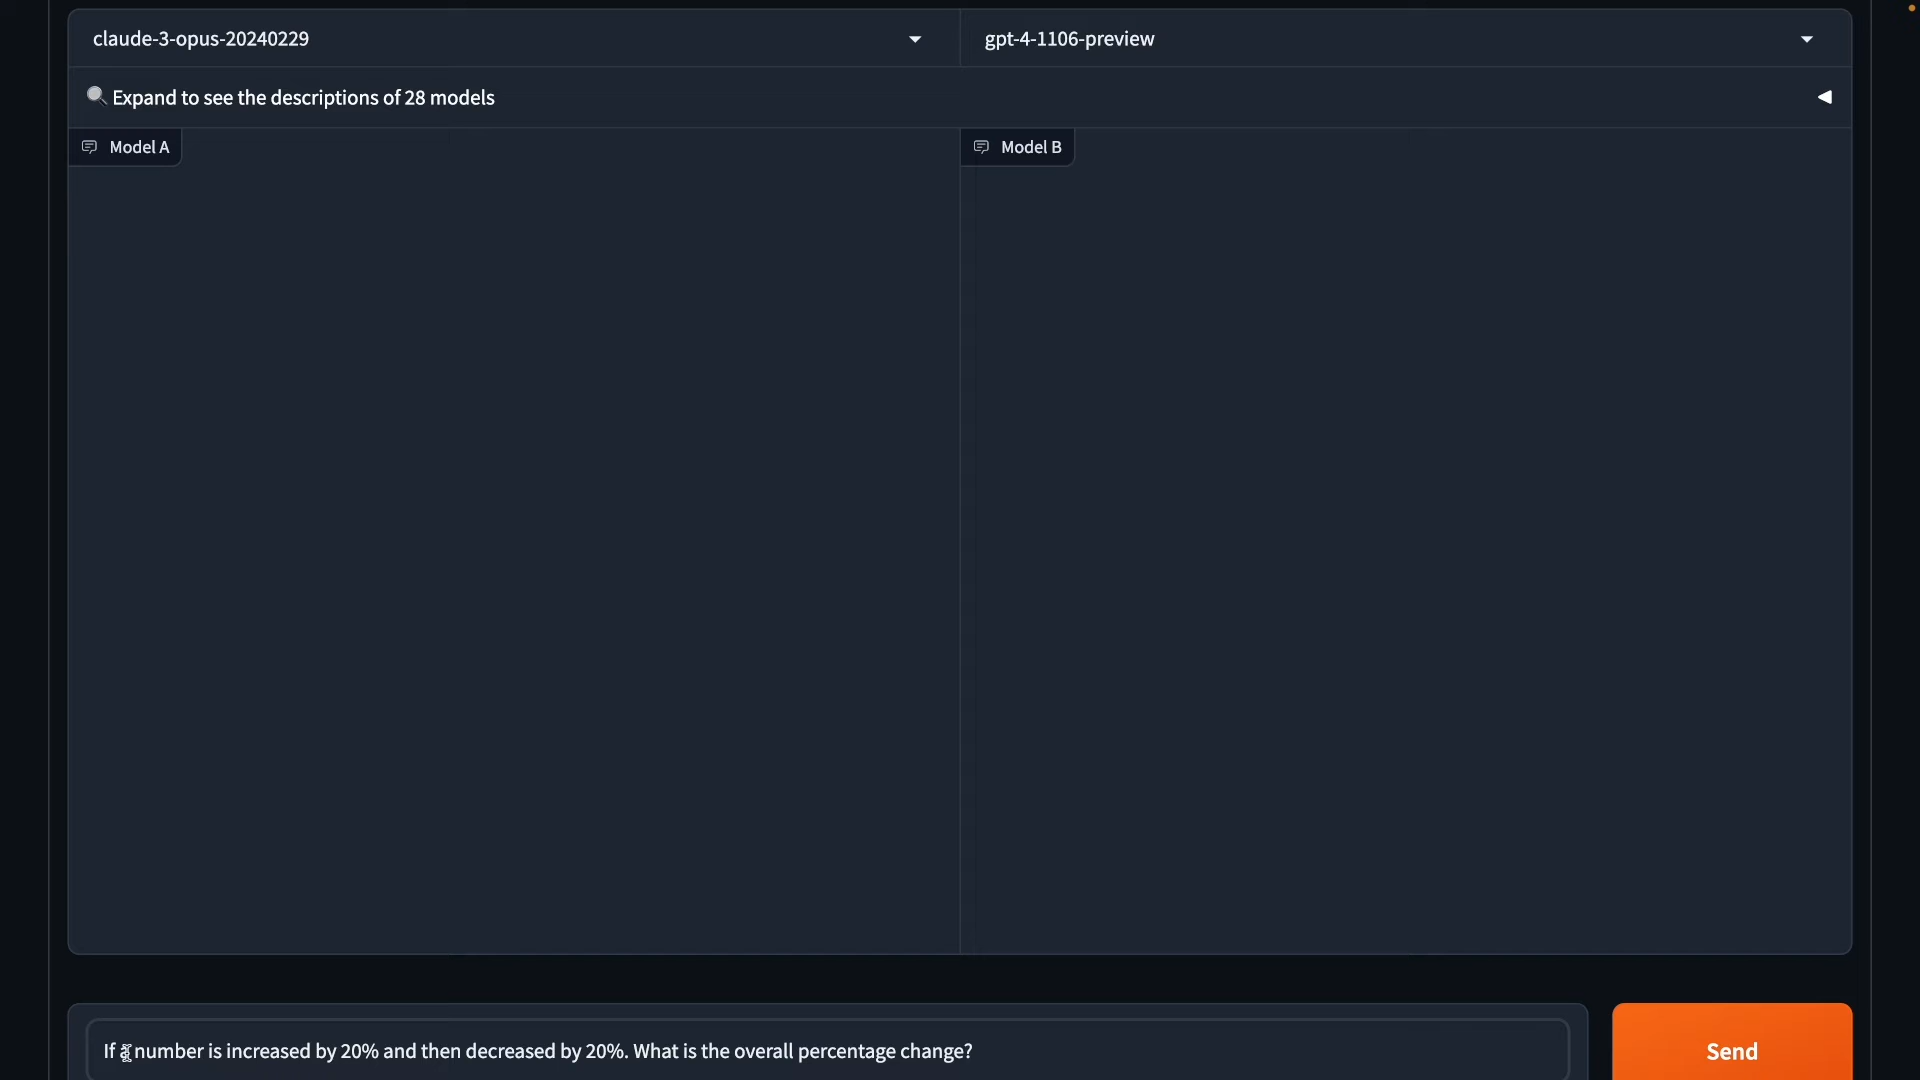 claude-3-opus-20240229
gpt-4-1106-preview
Expand to see the descriptions of 28 models
Model A
Model B
If a number is increased by 20% and then decreased by 20%. What is the overall percentage change?
Send